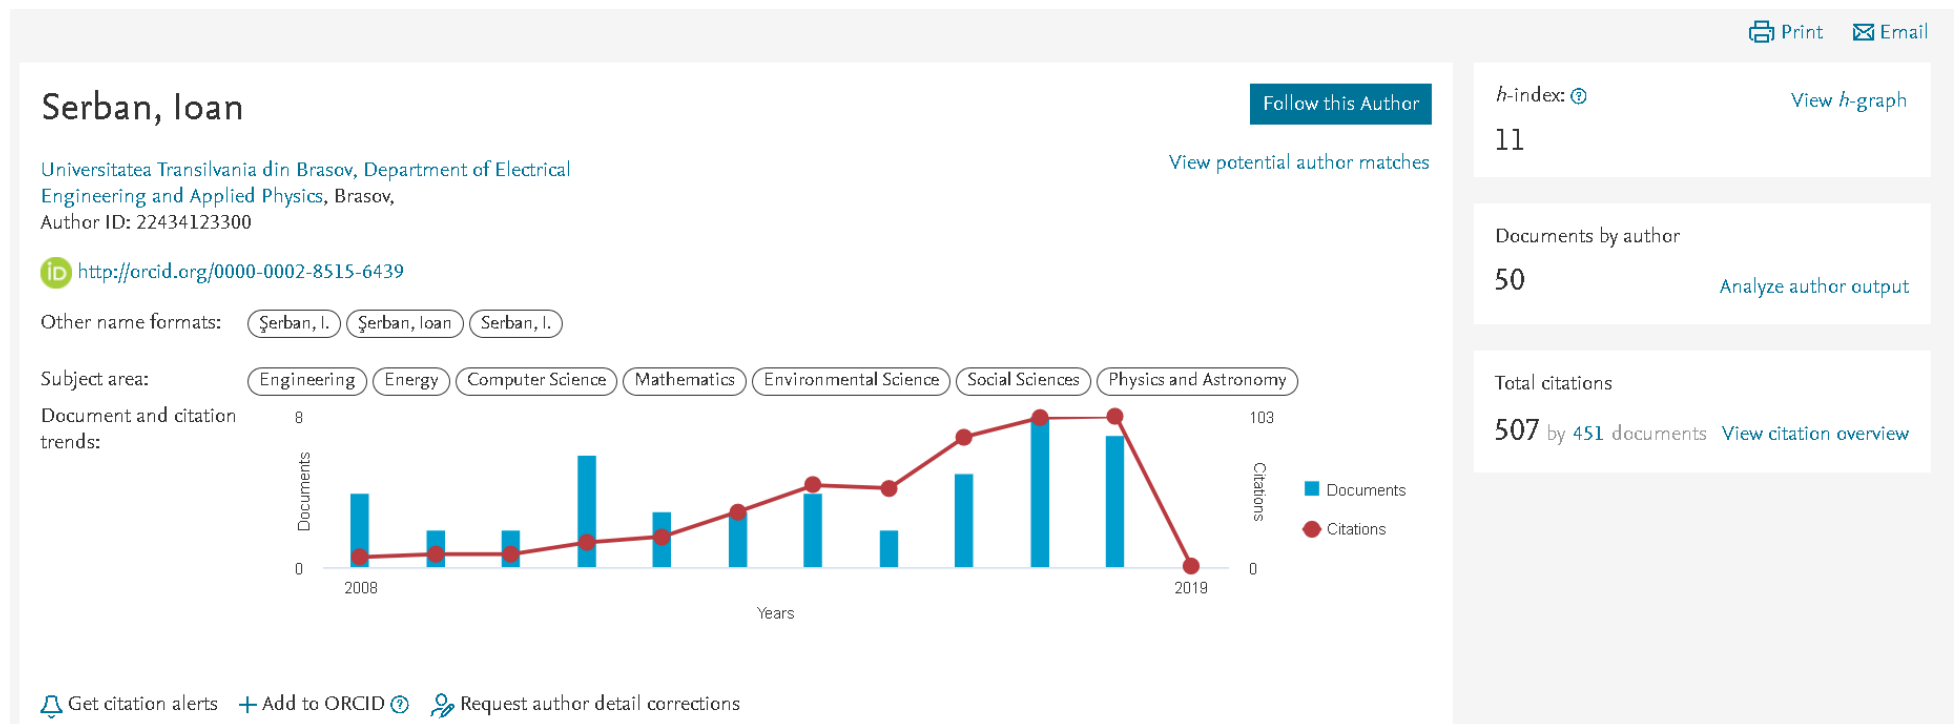 Print Email
Serban, Ioan
Follow this Author
View potential author matches
Universitatea Transilvania din Brasov, Department of Electrical
Engineering and Applied Physics, Brasov,
Author ID: 22434123300
iD http://orcid.org/0000-0002-8515-6439
Other name formats: Şerban, I. Şerban, Ioan Serban, I.
Subject area: Engineering Energy Computer Science Mathematics Environmental Science Social Sciences Physics and Astronomy
Document and citation
trends:
8
Documents
0
2008
2019
Years
103
Citations
0
Documents
Citations
Get citation alerts + Add to ORCID ? Request author detail corrections
h-index: ? View h-graph
11
Documents by author
50 Analyze author output
Total citations
507 by 451 documents View citation overview